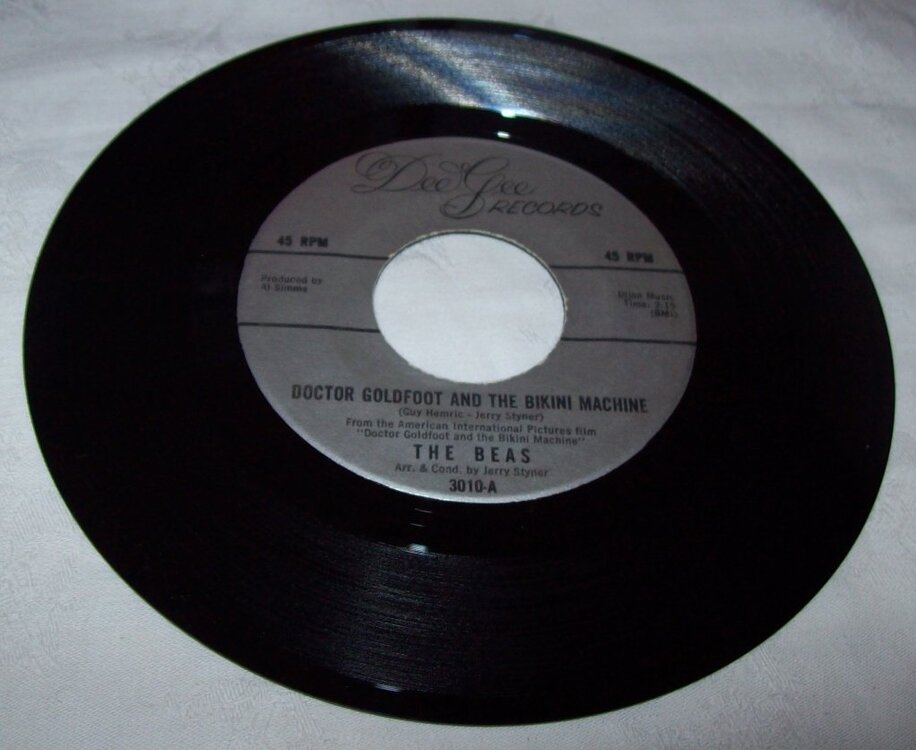 Dee Gee
RECORDS
45 RPM
45 RPM
Produced by
Al Simms
Dijon Music
Time: 2:15
(BMI)
DOCTOR GOLDFOOT AND THE BIKINI MACHINE
(Guy Hemric - Jerry Styner)
From the American International Pictures film
"Doctor Goldfoot and the Bikini Machine"
THE BEAS
Arr. & Cond. by Jerry Styner
3010-A